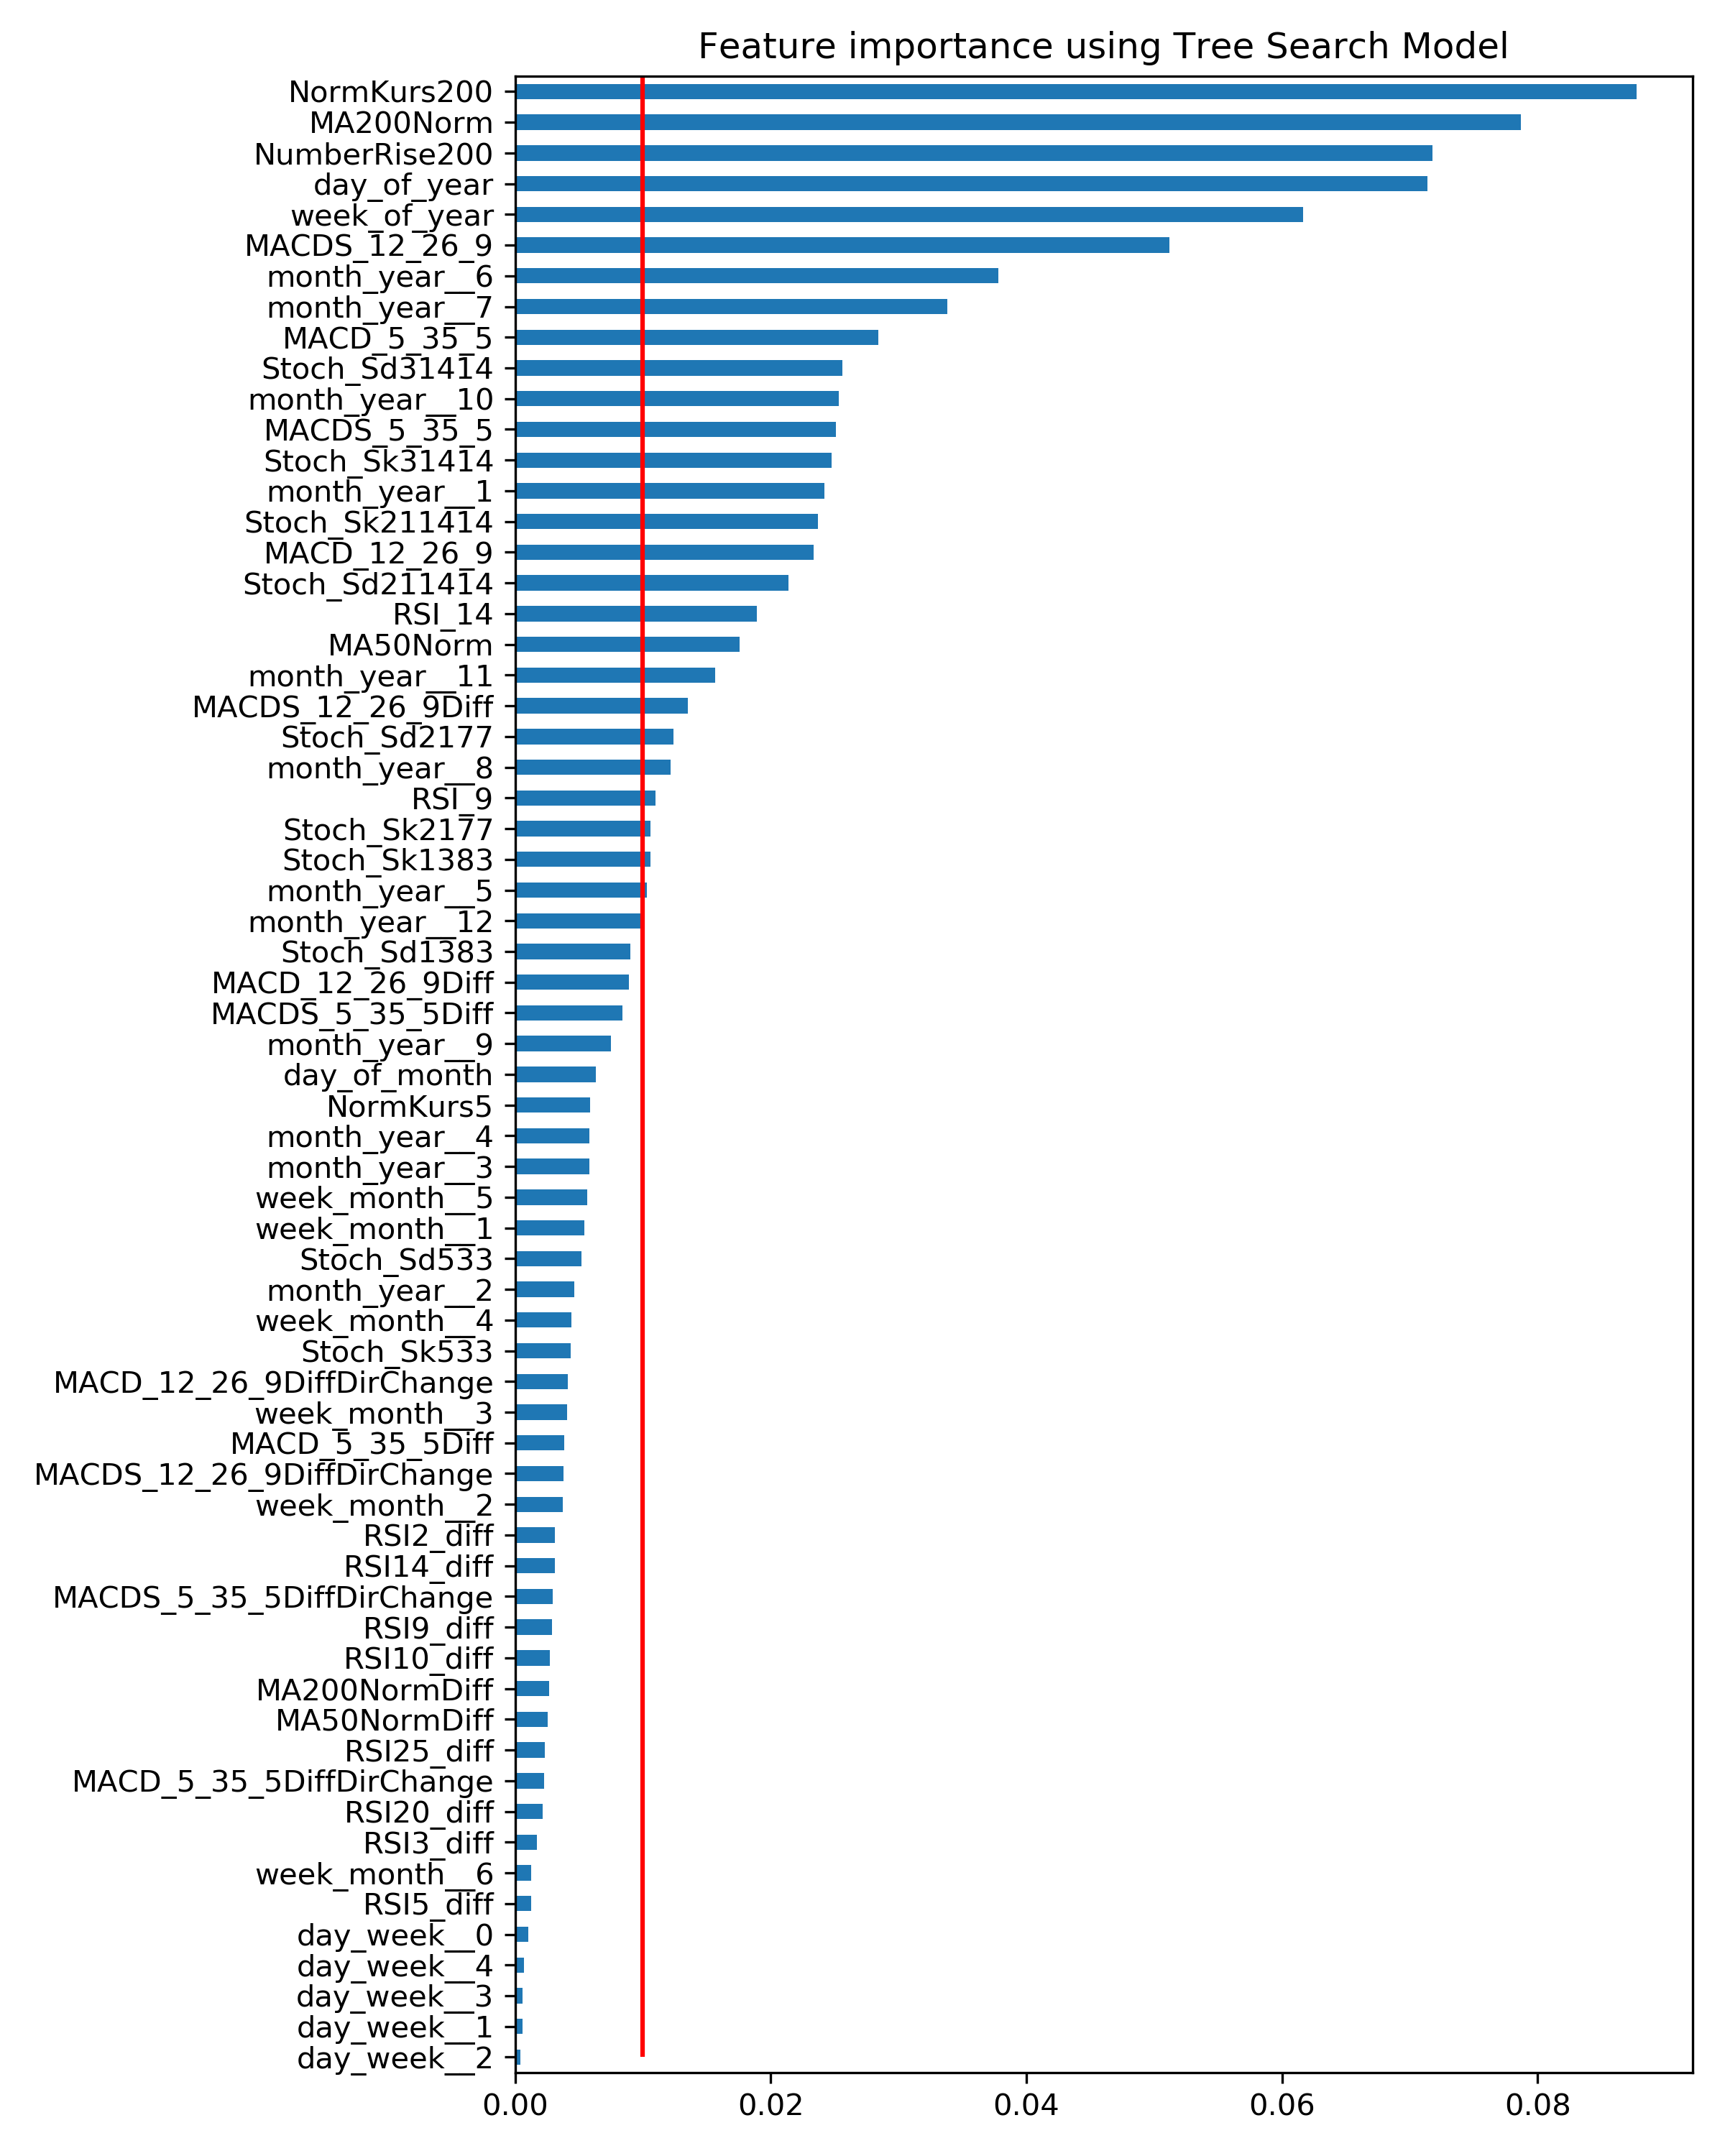 Feature importance using Tree Search Model
NormKurs200
MA200Norm
NumberRise200
day_of_year
week_of_year
MACDS_12_26_9
month_year__6
month_year__7
MACD_5_35_5
Stoch_Sd31414
month_year__10
MACDS_5_35_5
Stoch_Sk31414
month_year__1
Stoch_Sk211414
MACD_12_26_9
Stoch_Sd211414
RSI_14
MA50Norm
month_year__11
MACDS_12_26_9Diff
Stoch_Sd2177
month_year__8
RSI_9
Stoch_Sk2177
Stoch_Sk1383
month_year__5
month_year__12
Stoch_Sd1383
MACD_12_26_9Diff
MACDS_5_35_5Diff
month_year__9
day_of_month
NormKurs5
month_year__4
month_year__3
week_month__5
week_month__1
Stoch_Sd533
month_year__2
week_month__4
Stoch_Sk533
MACD_12_26_9DiffDirChange
week_month__3
MACD_5_35_5Diff
MACDS_12_26_9DiffDirChange
week_month__2
RSI2_diff
RSI14_diff
MACDS_5_35_5DiffDirChange
RSI9_diff
RSI10_diff
MA200NormDiff
MA50NormDiff
RSI25_diff
MACD_5_35_5DiffDirChange
RSI20_diff
RSI3_diff
week_month__6
RSI5_diff
day_week__0
day_week__4
day_week__3
day_week__1
day_week__2
0.00 0.02 0.04 0.06 0.08